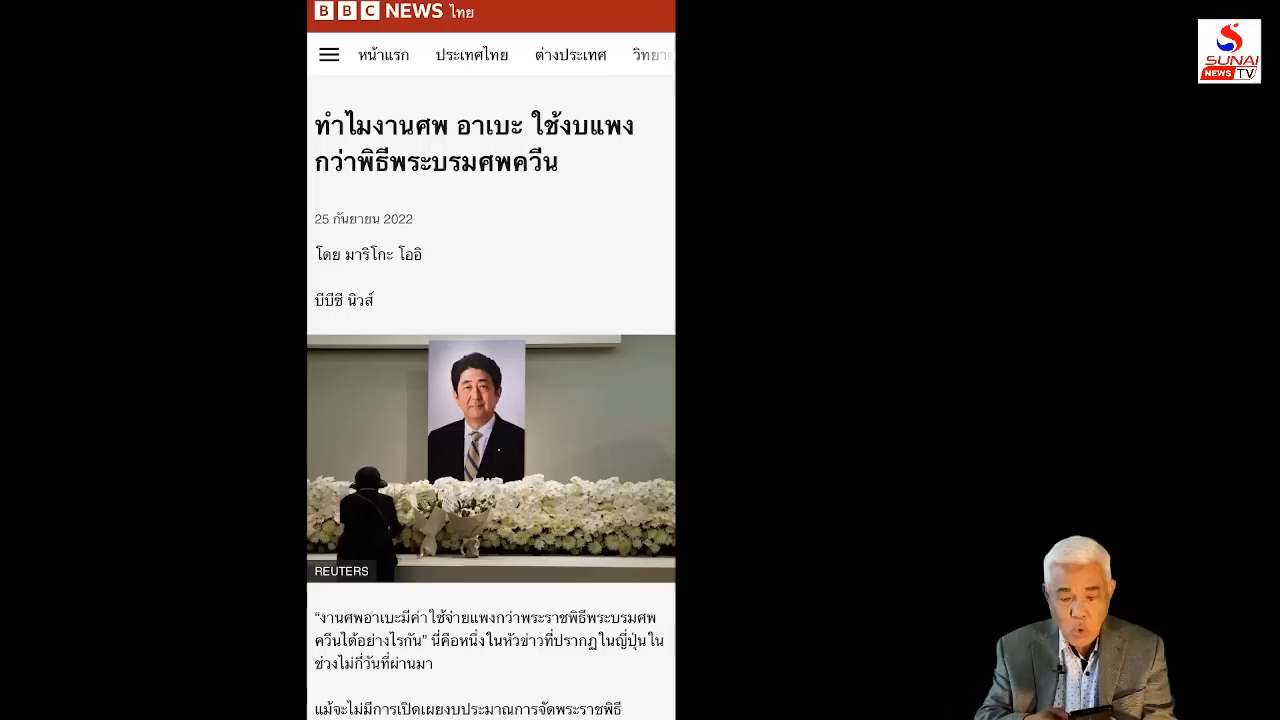 BBC NEWS ไทย
หน้าแรก ประเทศไทย ต่างประเทศ
ทำไมงานศพ อาเบะ ใช้งบแพง
กว่าพิธีพระบรมศพควีน
25 กันยายน 2022
โดย มาริโกะ โออิ
บีบีซี นิวส์
REUTERS
“งานศพอาเบะมีค่าใช้จ่ายแพงกว่าพระราชพิธีพระบรมศพ
ควีนได้อย่างไรกัน” นี่คือหนึ่งในหัวข่าวที่ปรากฏในญี่ปุ่นใน
ช่วงไม่กี่วันที่ผ่านมา
แม้จะไม่มีการเปิดเผยงบประมาณการจัดพระราชพิธี
SUNAI
NEWS TV